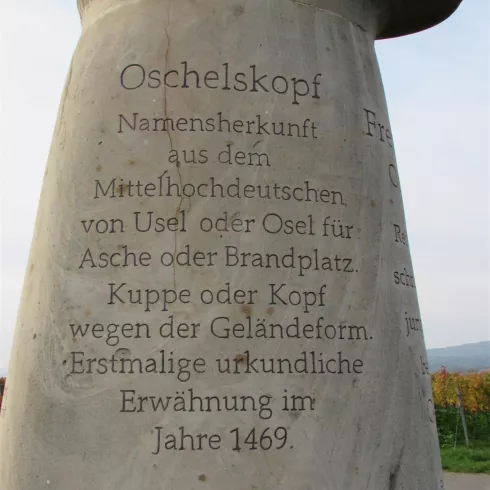 Oschelskopf
Namensherkunft
aus dem
Mittelhochdeutschen
von Usel oder Osel für
Asche oder Brandplatz.
Kuppe oder Kopf
wegen der Geländeform.
Erstmalige urkundliche
Erwähnung im
Jahre 1469.